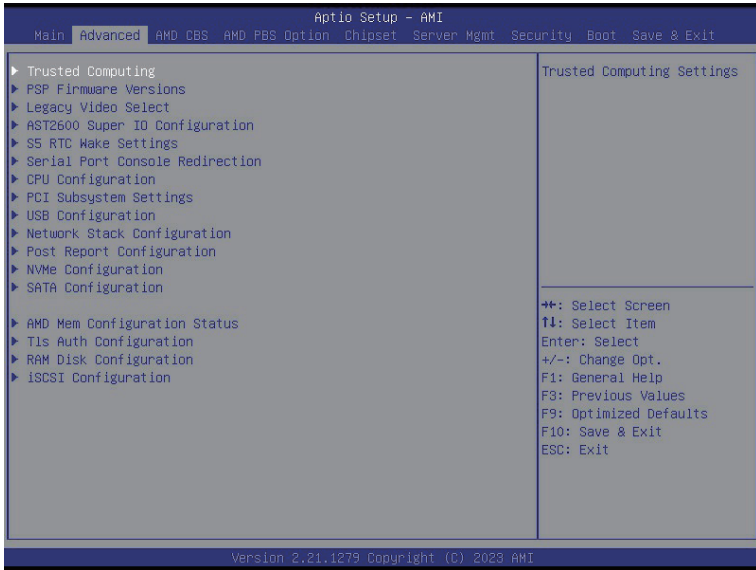 Aptio Setup – AMI
Main Advanced AMD CBS AMD PBS Option Chipset Server Mgmt Security Boot Save & Exit
Trusted Computing
PSP Firmware Versions
Legacy Video Select
AST2600 Super IO Configuration
S5 RTC Wake Settings
Serial Port Console Redirection
CPU Configuration
PCI Subsystem Settings
USB Configuration
Network Stack Configuration
Post Report Configuration
NVMe Configuration
SATA Configuration
AMD Mem Configuration Status
Tls Auth Configuration
RAM Disk Configuration
iSCSI Configuration
Trusted Computing Settings
→←: Select Screen
↑↓: Select Item
Enter: Select
+/-: Change Opt.
F1: General Help
F3: Previous Values
F9: Optimized Defaults
F10: Save & Exit
ESC: Exit
Version 2.21.1279 Copyright (C) 2023 AMI